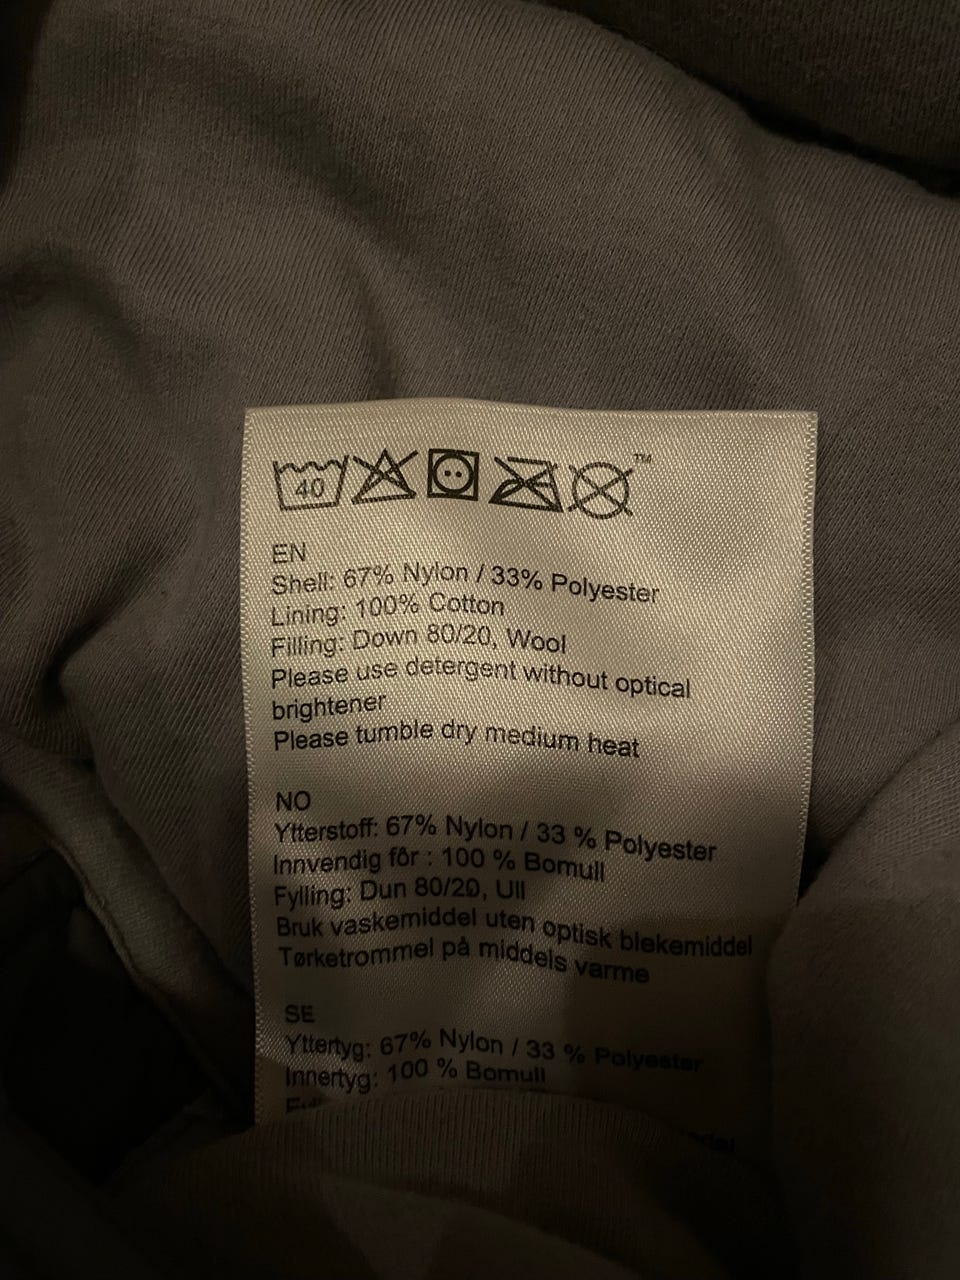 40
™
EN
Shell: 67% Nylon / 33% Polyester
Lining: 100% Cotton
Filling: Down 80/20, Wool
Please use detergent without optical
brightener
Please tumble dry medium heat
NO
Ytterstoff: 67% Nylon / 33 % Polyester
Innvendig fôr : 100 % Bomull
Fylling: Dun 80/20, Ull
Bruk vaskemiddel uten optisk blekemiddel
Tørketrommel på middels varme
SE
Yttertyg: 67% Nylon / 33 % Polyester
Innertyg: 100 % Bomull